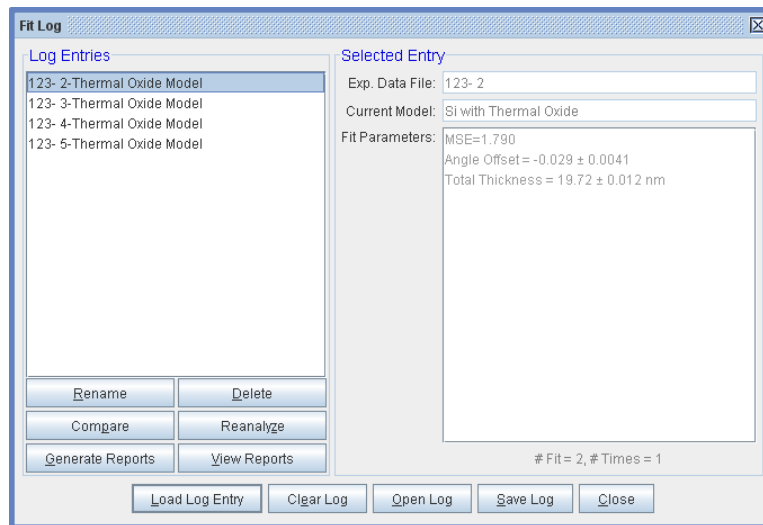 Fit Log
Log Entries
123- 2-Thermal Oxide Model
123- 3-Thermal Oxide Model
123- 4-Thermal Oxide Model
123- 5-Thermal Oxide Model
Rename Delete
Compare Reanalyze
Generate Reports View Reports
Selected Entry
Exp. Data File: 123- 2
Current Model: Si with Thermal Oxide
Fit Parameters: MSE=1.790
Angle Offset = -0.029 ± 0.0041
Total Thickness = 19.72 ± 0.012 nm
# Fit = 2, # Times = 1
Load Log Entry Clear Log Open Log Save Log Close